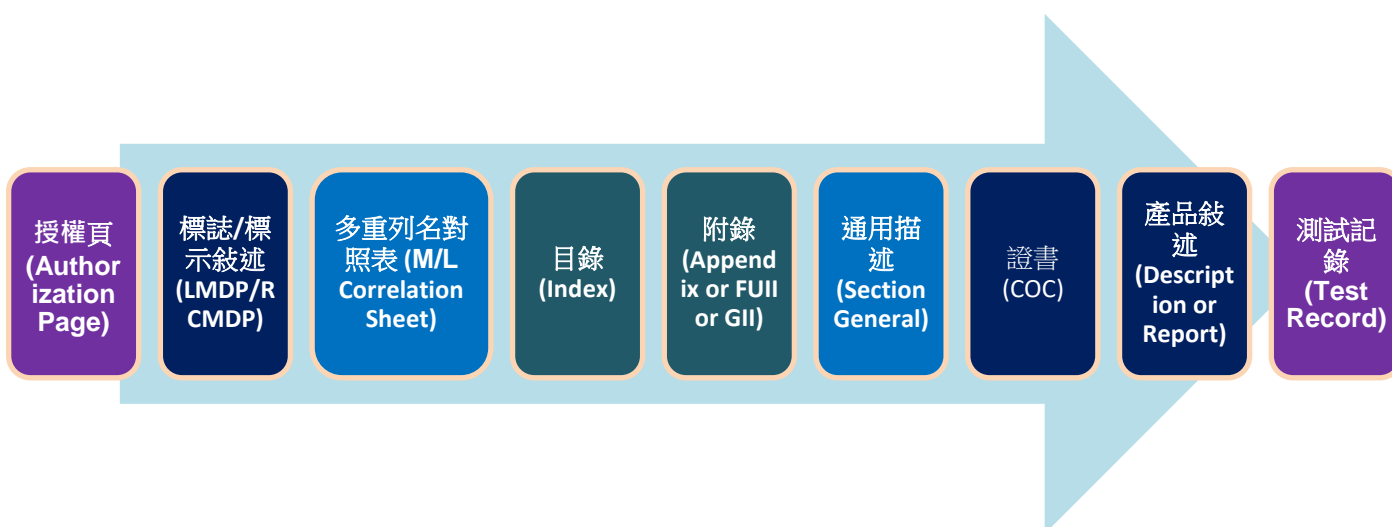 授權頁
(Author
ization
Page)
標誌/標
示敍述
(LMDP/R
CMDP)
多重列名對
照表 (M/L
Correlation
Sheet)
目錄
(Index)
附錄
(Append
ix or FUII
or GII)
通用描
述
(Section
General)
證書
(COC)
產品敍
述
(Descript
ion or
Report)
測試記
錄
(Test
Record)